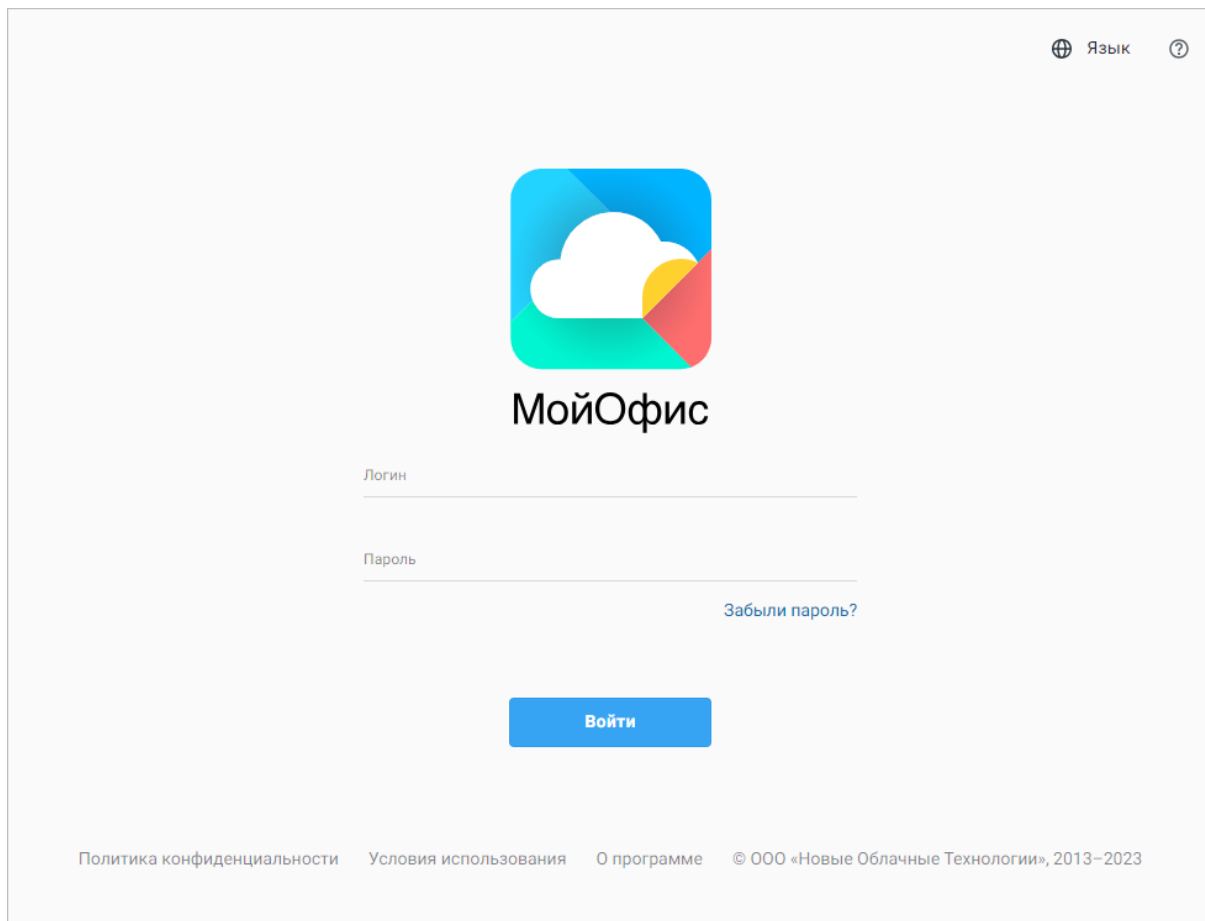 Язык
МойОфис
Логин
Пароль
Забыли пароль?
Войти
Политика конфиденциальности Условия использования О программе © ООО «Новые Облачные Технологии», 2013–2023